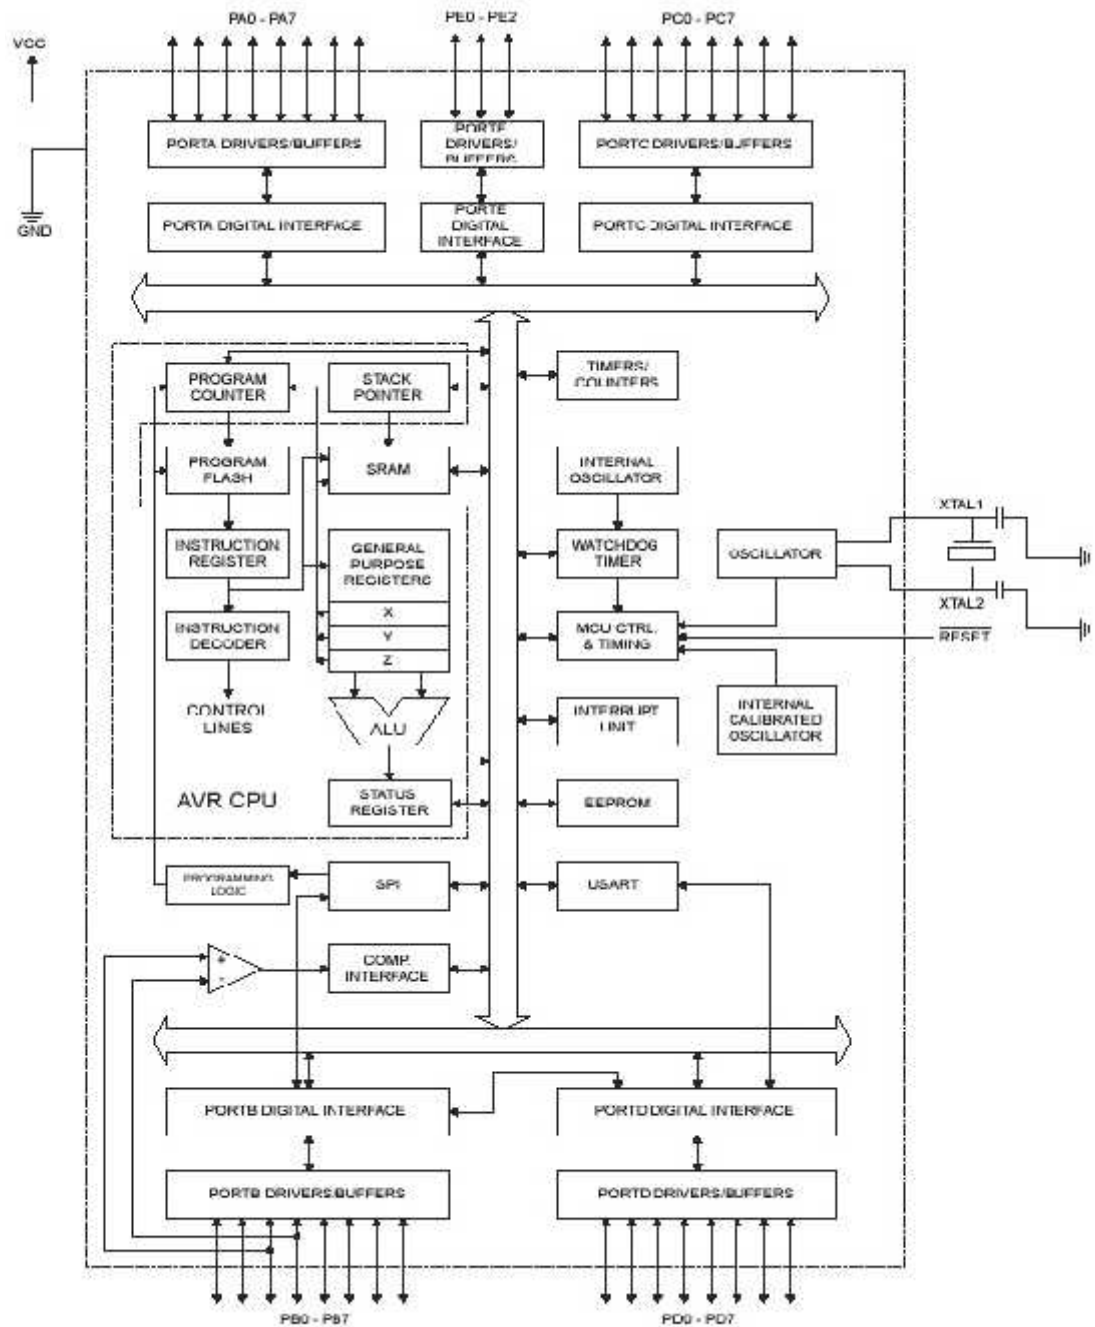 PA0 - PA7
PE0 - PE2
PC0 - PC7
VCC
PORTA DRIVERS/BUFFERS
PORTE
DRIVERS/
BUFFERS
PORTC DRIVERS/BUFFERS
GND
PORTA DIGITAL INTERFACE
PORTE
DIGITAL
INTERFACE
PORTC DIGITAL INTERFACE
PROGRAM
COUNTER
STACK
POINTER
TIMERS/
COUNTERS
PROGRAM
FLASH
SRAM
INTERNAL
OSCILLATOR
XTAL1
INSTRUCTION
REGISTER
GENERAL
PURPOSE
REGISTERS
WATCHDOG
TIMER
OSCILLATOR
XTAL2
X
INSTRUCTION
DECODER
Y
MCU CTRL.
& TIMING
RESET
Z
CONTROL
LINES
ALU
INTERRUPT
UNIT
INTERNAL
CALIBRATED
OSCILLATOR
AVR CPU
STATUS
REGISTER
EEPROM
PROGRAMMING
LOGIC
SPI
USART
+
-
COMP.
INTERFACE
PORTB DIGITAL INTERFACE
PORTD DIGITAL INTERFACE
PORTB DRIVERS/BUFFERS
PORTD DRIVERS/BUFFERS
PB0 - PB7
PD0 - PD7